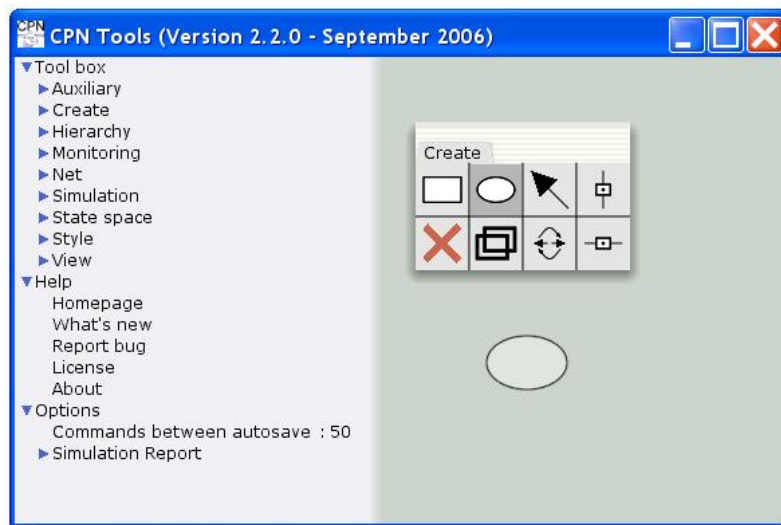 CPN
CPN Tools (Version 2.2.0 - September 2006)
Tool box
Auxiliary
Create
Hierarchy
Monitoring
Net
Simulation
State space
Style
View
Help
Homepage
What's new
Report bug
License
About
Options
Commands between autosave : 50
Simulation Report
Create